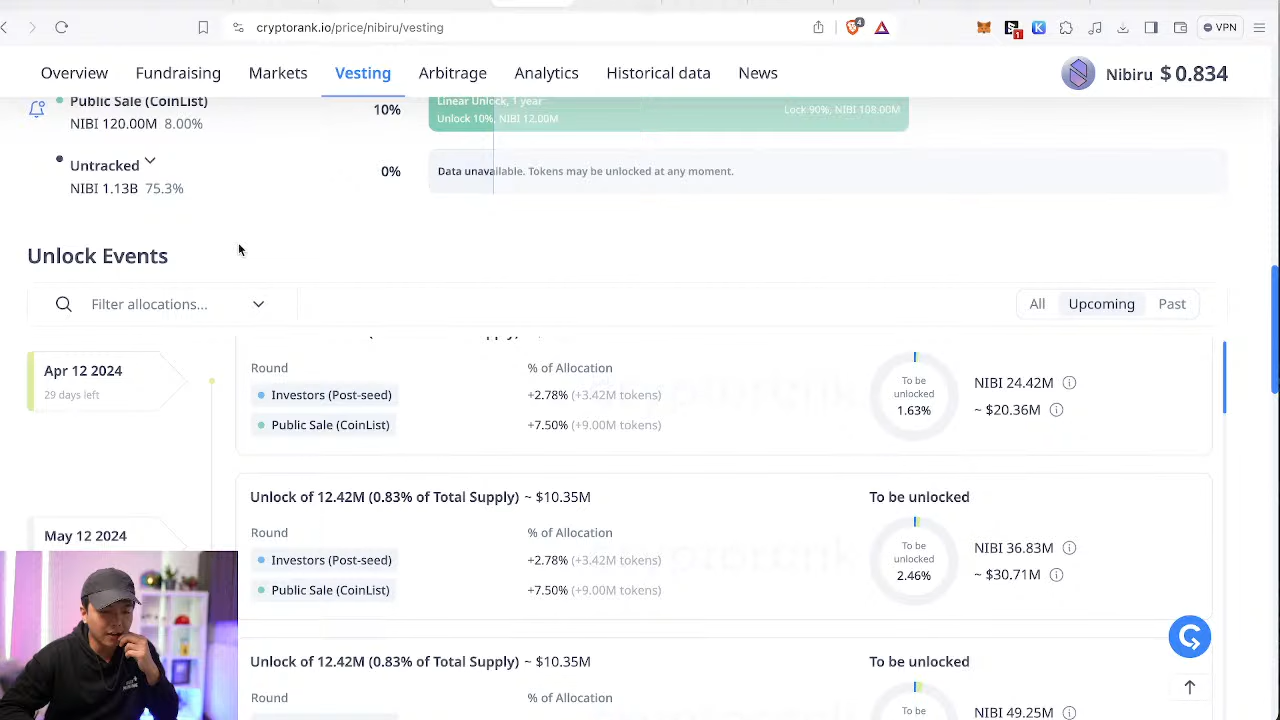 cryptorank.io/price/nibiru/vesting
4
1
VPN
Overview Fundraising Markets Vesting Arbitrage Analytics Historical data News
Nibiru $ 0.834
Public Sale (CoinList)
NIBI 120.00M 8.00%
10%
Linear Unlock, 1 year
Unlock 10%, NIBI 12.00M
Lock 90%, NIBI 108.00M
Untracked
NIBI 1.13B 75.3%
0%
Data unavailable. Tokens may be unlocked at any moment.
Unlock Events
Filter allocations...
All Upcoming Past
Apr 12 2024
29 days left
Round % of Allocation
Investors (Post-seed) +2.78% (+3.42M tokens)
Public Sale (CoinList) +7.50% (+9.00M tokens)
To be
unlocked
1.63%
NIBI 24.42M
~ $20.36M
May 12 2024
Unlock of 12.42M (0.83% of Total Supply) ~ $10.35M
To be unlocked
Round % of Allocation
Investors (Post-seed) +2.78% (+3.42M tokens)
Public Sale (CoinList) +7.50% (+9.00M tokens)
To be
unlocked
2.46%
NIBI 36.83M
~ $30.71M
Unlock of 12.42M (0.83% of Total Supply) ~ $10.35M
To be unlocked
Round % of Allocation
To be
NIBI 49.25M